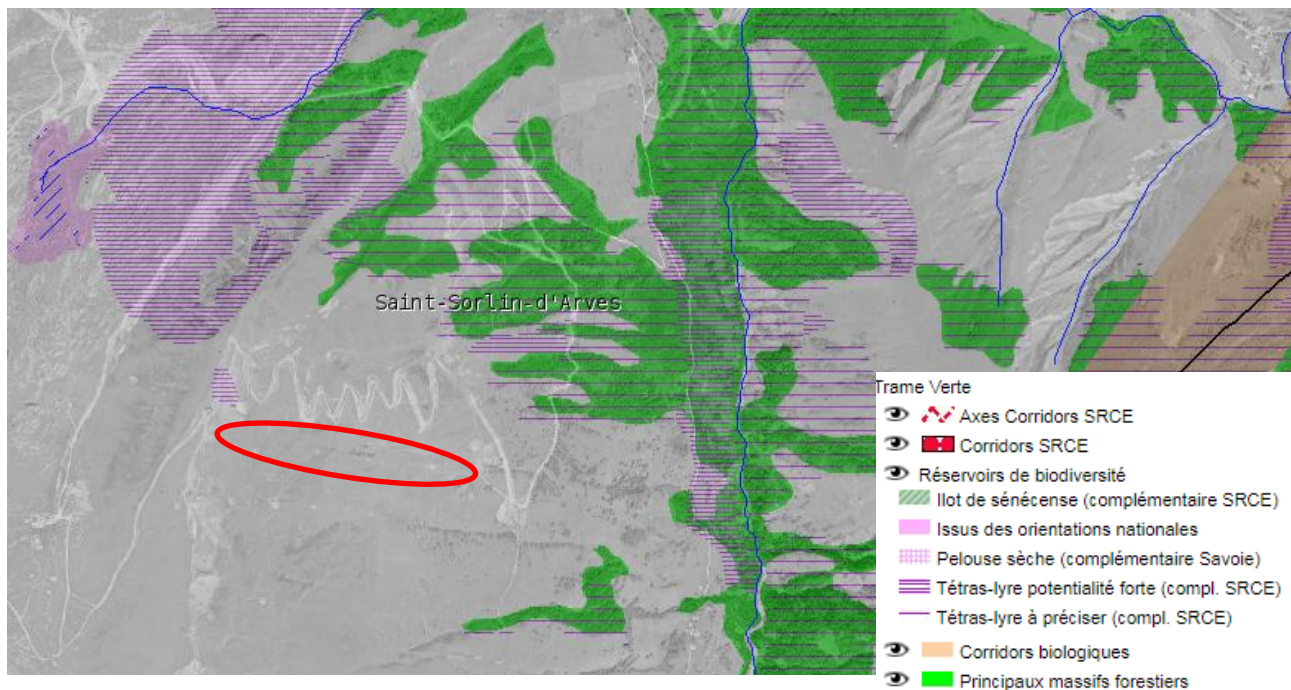 Saint-Sorlin-d'Arves
Trame Verte
Axes Corridors SRCE
Corridors SRCE
Réservoirs de biodiversité
Ilot de sénécense (complémentaire SRCE)
Issus des orientations nationales
Pelouse sèche (complémentaire Savoie)
Tétras-lyre potentialité forte (compl. SRCE)
Tétras-lyre à préciser (compl. SRCE)
Corridors biologiques
Principaux massifs forestiers